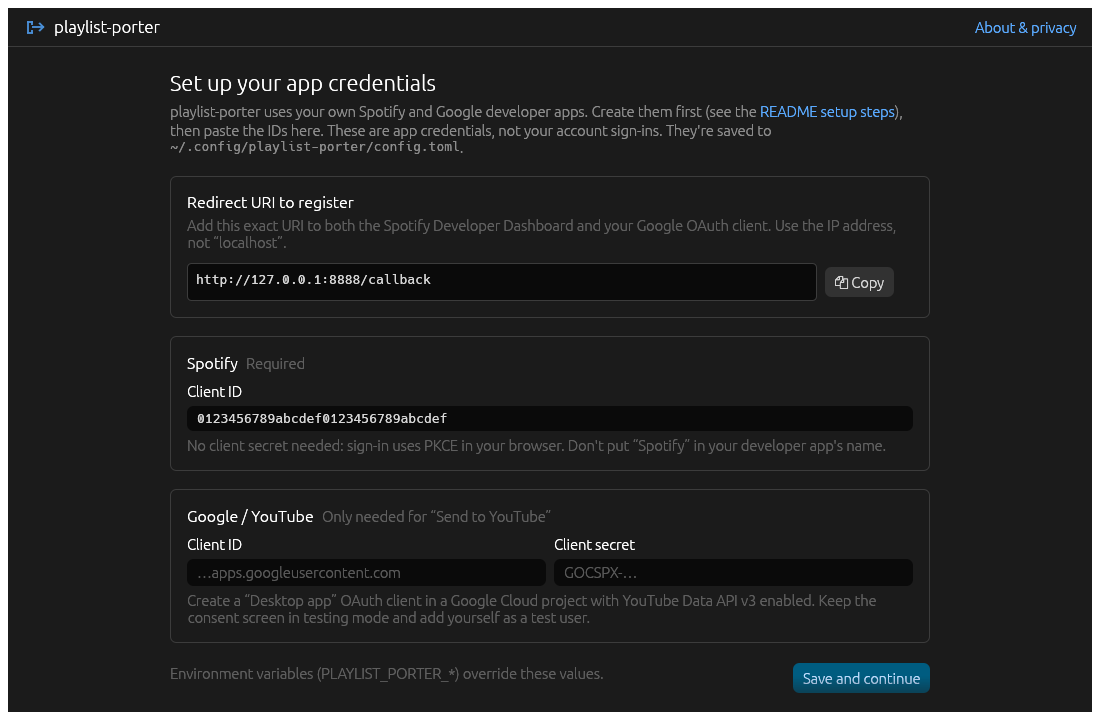 playlist-porter
About & privacy
Set up your app credentials
playlist-porter uses your own Spotify and Google developer apps. Create them first (see the README setup steps),
then paste the IDs here. These are app credentials, not your account sign-ins. They're saved to
~/.config/playlist-porter/config.toml.
Redirect URI to register
Add this exact URI to both the Spotify Developer Dashboard and your Google OAuth client. Use the IP address,
not “localhost”.
http://127.0.0.1:8888/callback
Copy
Spotify Required
Client ID
0123456789abcdef0123456789abcdef
No client secret needed: sign-in uses PKCE in your browser. Don't put “Spotify” in your developer app's name.
Google / YouTube Only needed for “Send to YouTube”
Client ID
Client secret
…apps.googleusercontent.com
GOCSPX-…
Create a “Desktop app” OAuth client in a Google Cloud project with YouTube Data API v3 enabled. Keep the
consent screen in testing mode and add yourself as a test user.
Environment variables (PLAYLIST_PORTER_*) override these values.
Save and continue